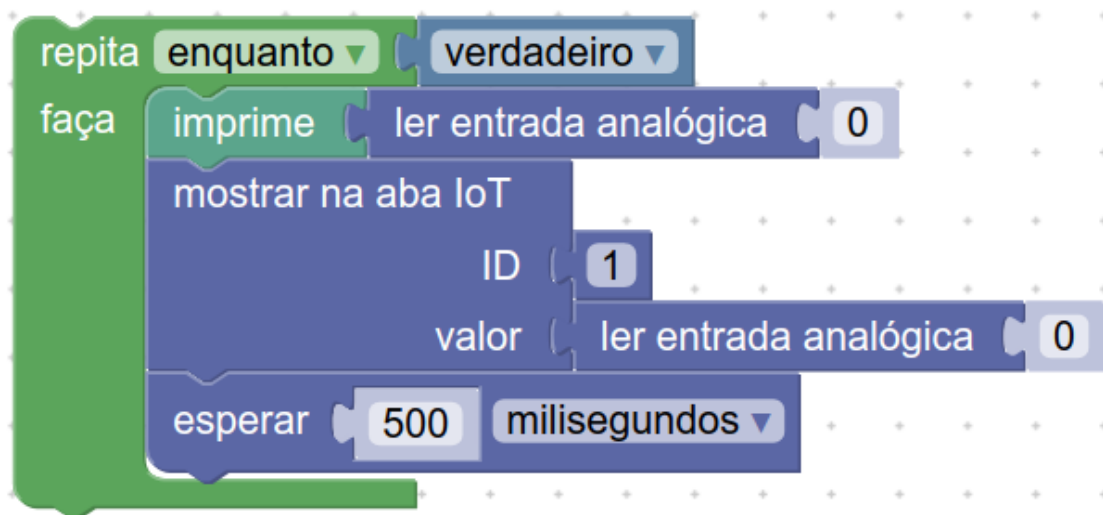 repita enquanto ▾ verdadeiro ▾
faça imprime ler entrada analógica 0
mostrar na aba IoT
ID 1
valor ler entrada analógica 0
esperar 500 milisegundos ▾